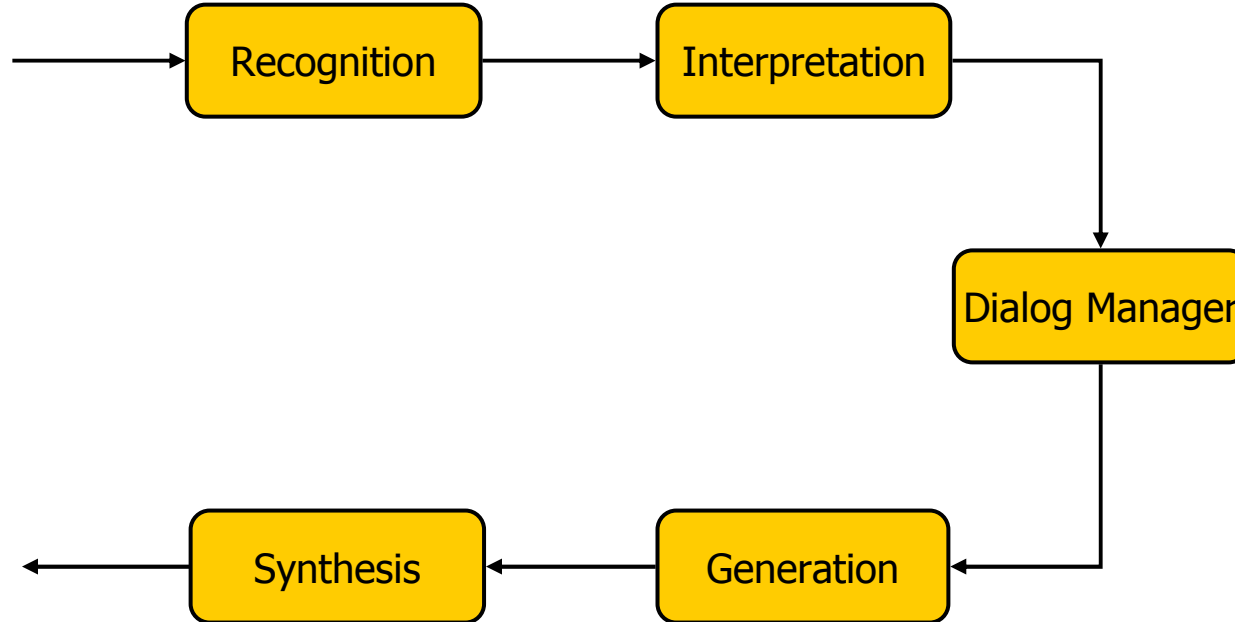 Recognition
Interpretation
Dialog Manager
Generation
Synthesis